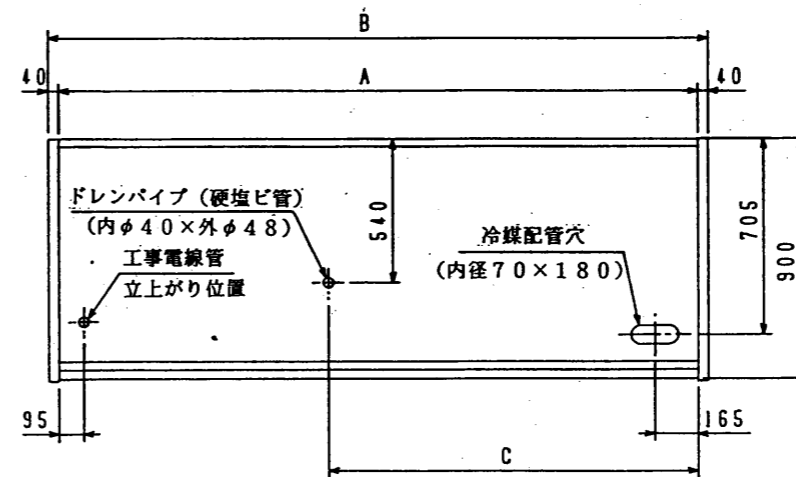 B
40
A
40
ドレンパイプ（硬塩ビ管）
（内φ40×外φ48）
540
705
冷媒配管穴
（内径70×180）
900
工事電線管
立上がり位置
95
165
C